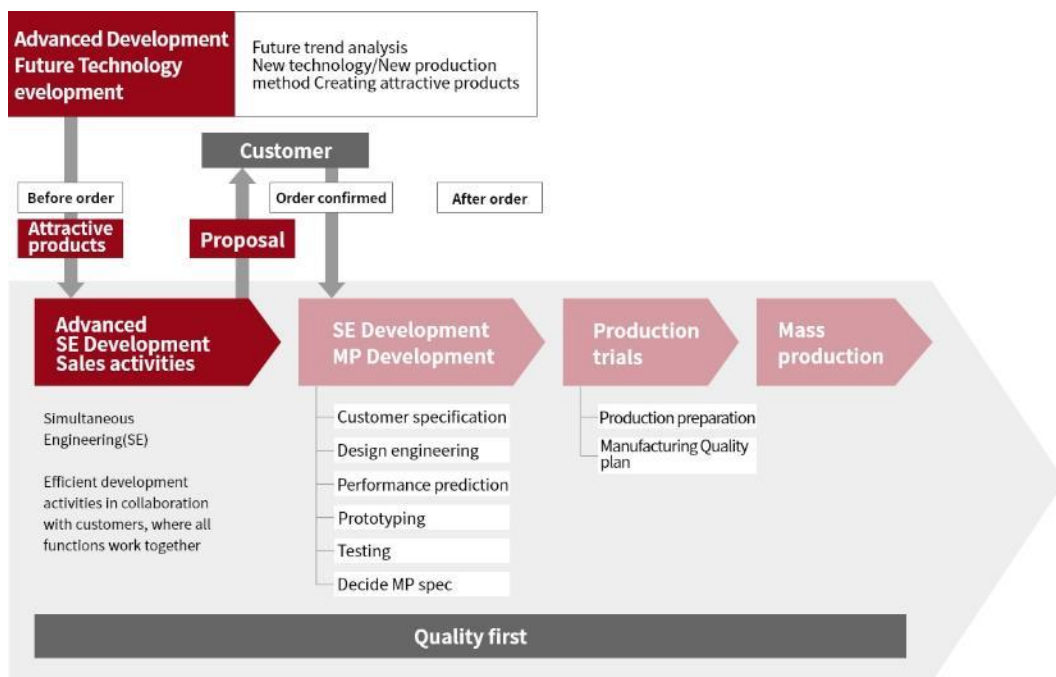 Advanced Development
Future Technology
evelopment
Future trend analysis
New technology/New production
method Creating attractive products
Customer
Before order
Order confirmed
After order
Attractive
products
Proposal
Advanced
SE Development
Sales activities
SE Development
MP Development
Production
trials
Mass
production
Simultaneous
Engineering(SE)
Efficient development
activities in collaboration
with customers, where all
functions work together
Customer specification
Design engineering
Performance prediction
Prototyping
Testing
Decide MP spec
Production preparation
Manufacturing Quality
plan
Quality first